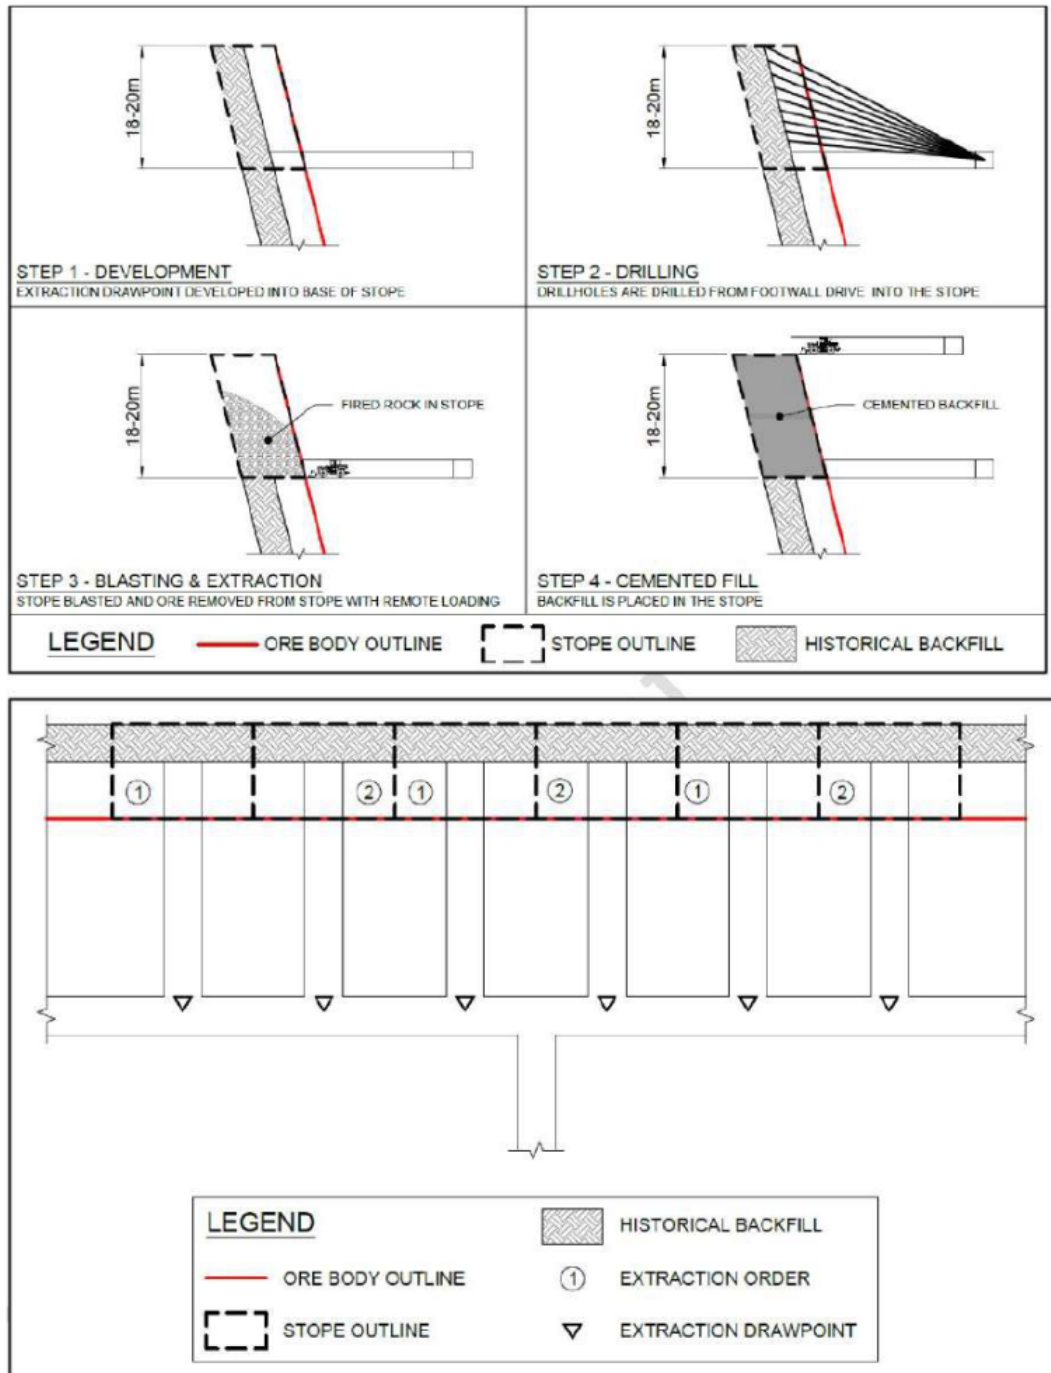 18-20m
STEP 1 - DEVELOPMENT
EXTRACTION DRAWPOINT DEVELOPED INTO BASE OF STOPE
18-20m
STEP 2 - DRILLING
DRILLHOLES ARE DRILLED FROM FOOTWALL DRIVE INTO THE STOPE
18-20m
FIRED ROCK IN STOPE
STEP 3 - BLASTING & EXTRACTION
STOPE BLASTED AND ORE REMOVED FROM STOPE WITH REMOTE LOADING
18-20m
CEMENTED BACKFILL
STEP 4 - CEMENTED FILL
BACKFILL IS PLACED IN THE STOPE
LEGEND
ORE BODY OUTLINE
STOPE OUTLINE
HISTORICAL BACKFILL
1 2 1 2 1 2
LEGEND
ORE BODY OUTLINE
STOPE OUTLINE
HISTORICAL BACKFILL
1 EXTRACTION ORDER
EXTRACTION DRAWPOINT